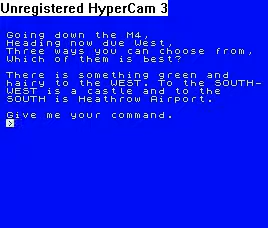 Unregistered HyperCam 3
Going down the M4,
Heading now due West,
Three ways you can choose from,
Which of them is best?
There is something green and
hairy to the WEST. To the SOUTH-
WEST is a castle and to the
SOUTH is Heathrow Airport.
Give me your command.
>